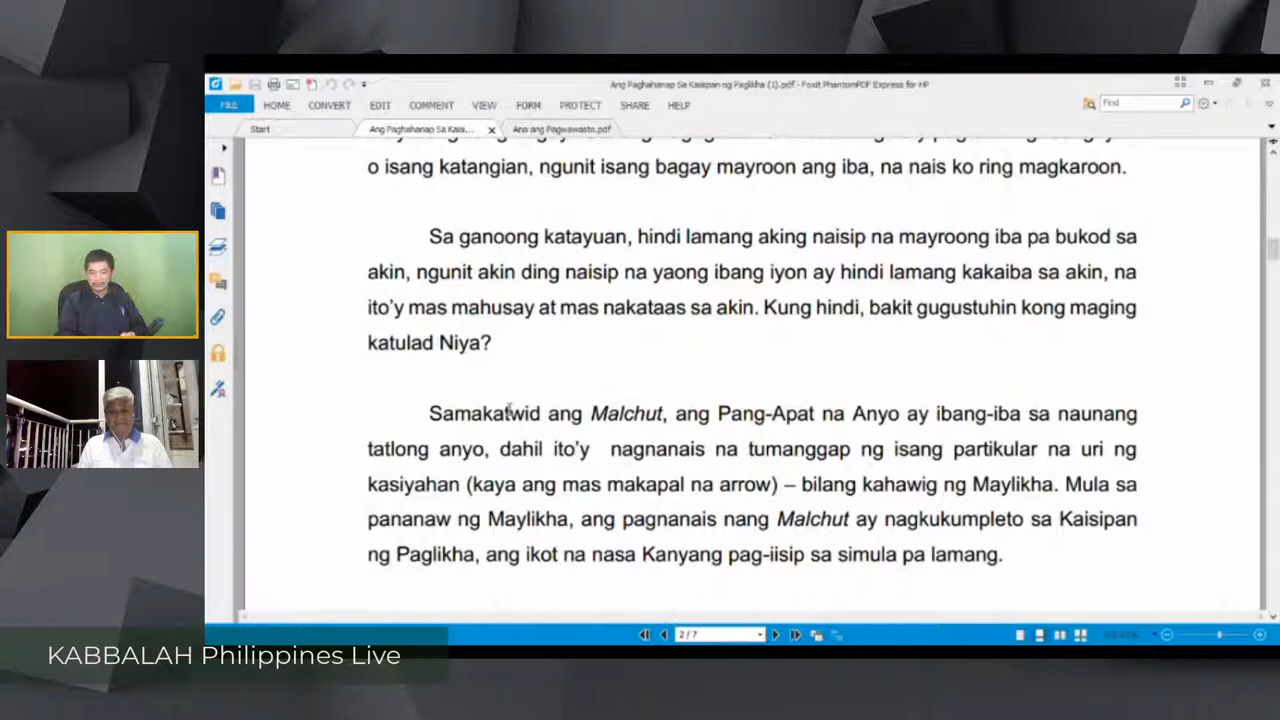 Ang Paghahanap Sa Kaisipan ng Paglikha (1).pdf - Foxit PhantomPDF Express for HP
FILE HOME CONVERT EDIT COMMENT VIEW FORM PROTECT SHARE HELP Find
Start Ang Paghahanap Sa Kaisi... Ano ang Pagwawasto.pdf
o isang katangian, ngunit isang bagay mayroon ang iba, na nais ko ring magkaroon.
Sa ganoong katayuan, hindi lamang aking naisip na mayroong iba pa bukod sa
akin, ngunit akin ding naisip na yaong ibang iyon ay hindi lamang kakaiba sa akin, na
ito'y mas mahusay at mas nakataas sa akin. Kung hindi, bakit gugustuhin kong maging
katulad Niya?
Samakatwid ang Malchut, ang Pang-Apat na Anyo ay ibang-iba sa naunang
tatlong anyo, dahil ito'y nagnanais na tumanggap ng isang partikular na uri ng
kasiyahan (kaya ang mas makapal na arrow) – bilang kahawig ng Maylikha. Mula sa
pananaw ng Maylikha, ang pagnanais nang Malchut ay nagkukumpleto sa Kaisipan
ng Paglikha, ang ikot na nasa Kanyang pag-iisip sa simula pa lamang.
2 / 7
KABBALAH Philippines Live